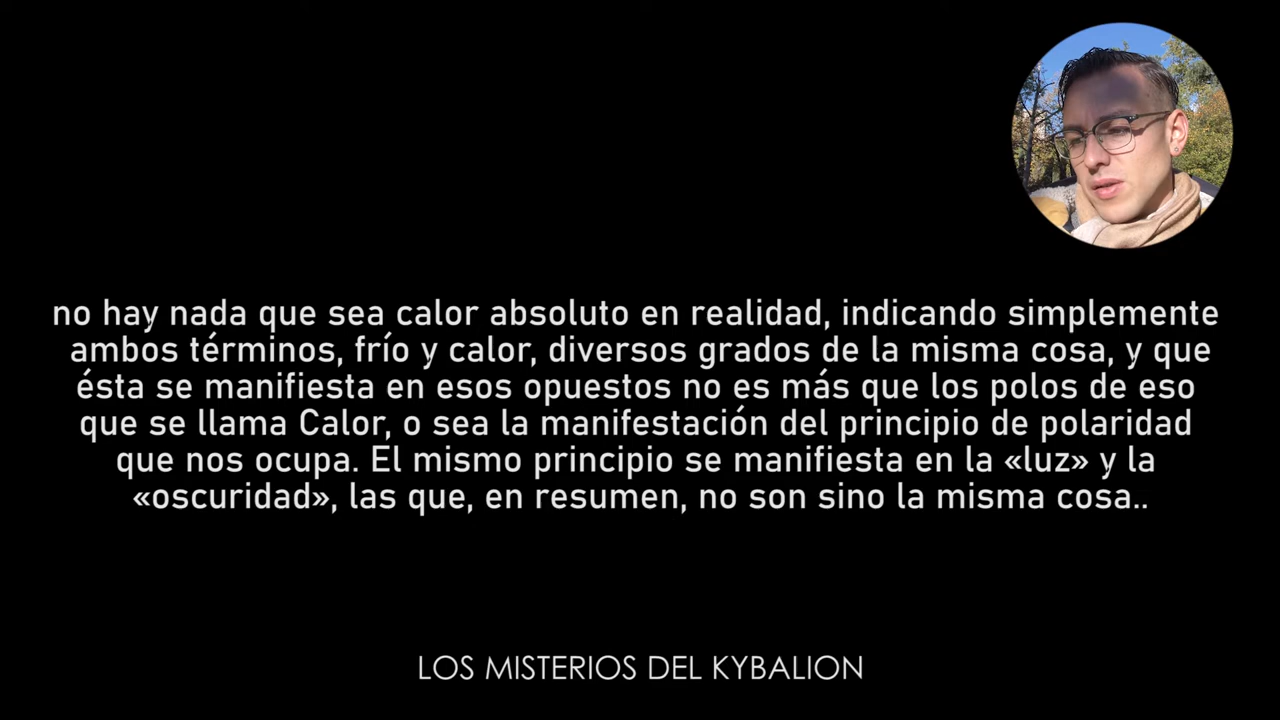 no hay nada que sea calor absoluto en realidad, indicando simplemente
ambos términos, frío y calor, diversos grados de la misma cosa, y que
ésta se manifiesta en esos opuestos no es más que los polos de eso
que se llama Calor, o sea la manifestación del principio de polaridad
que nos ocupa. El mismo principio se manifiesta en la «luz» y la
«oscuridad», las que, en resumen, no son sino la misma cosa..
LOS MISTERIOS DEL KYBALION